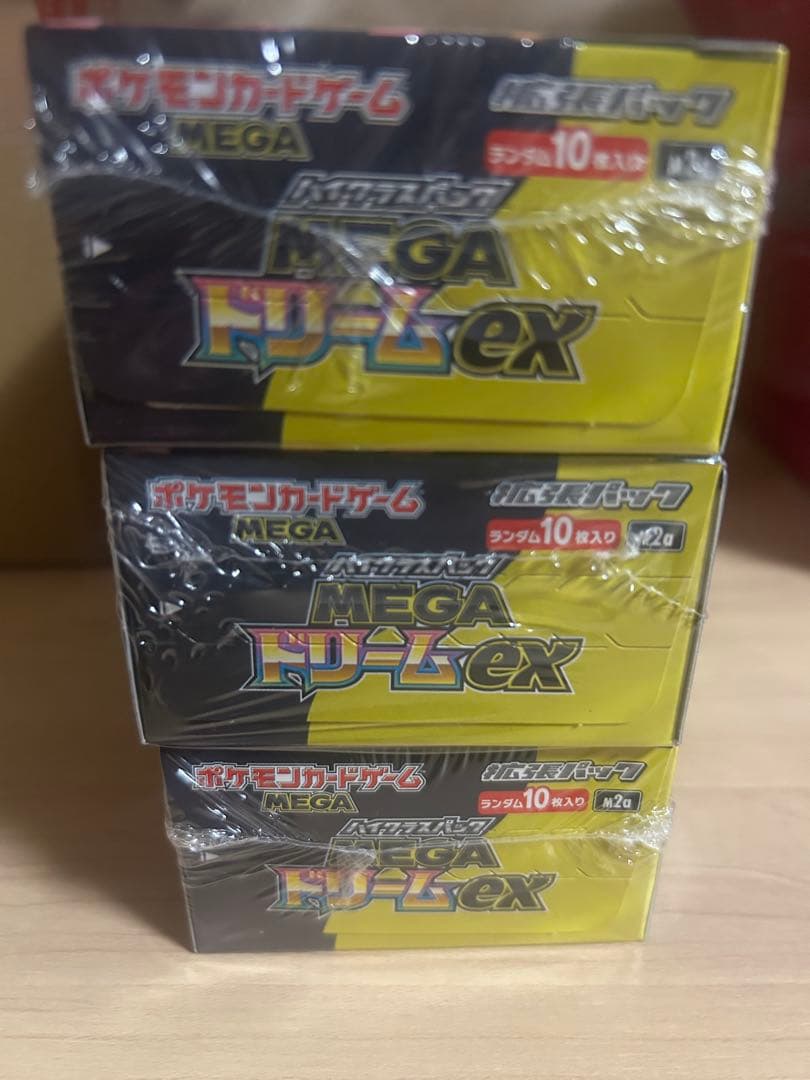 ポケモンカードゲーム
MEGA
拡張パック
ランダム10枚入り
ハイクラスパック
MEGA
ドリームex
ポケモンカードゲーム
MEGA
拡張パック
ランダム10枚入り
M2a
ハイクラスパック
MEGA
ドリームex
ポケモンカードゲーム
MEGA
拡張パック
ランダム10枚入り
M2a
ハイクラスパック
MEGA
ドリームex